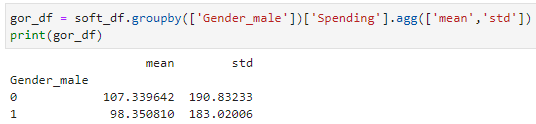 gor_df = soft_df.groupby(['Gender_male'])['Spending'].agg(['mean','std'])
print(gor_df)
mean std
Gender_male
0 107.339642 190.83233
1 98.350810 183.02006